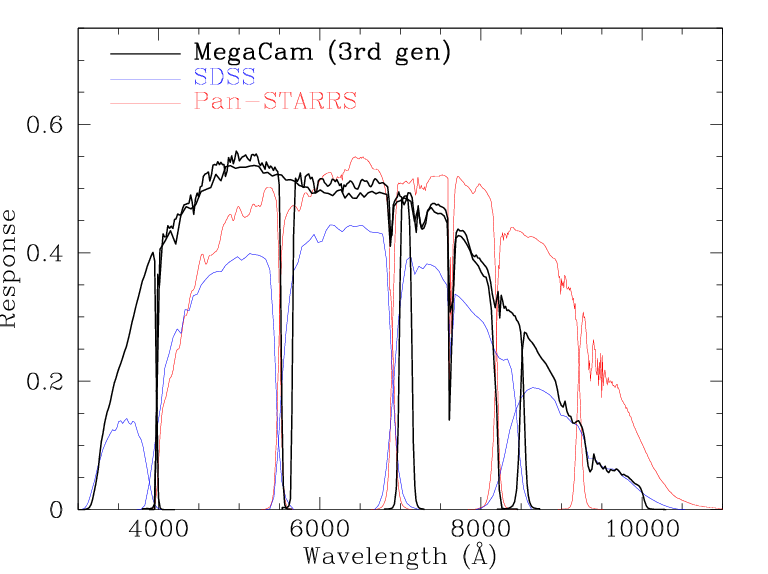 MegaCam (3rd gen)
SDSS
Pan-STARRS
0.6
0.4
0.2
0
Response
4000
6000
8000
10000
Wavelength (Å)